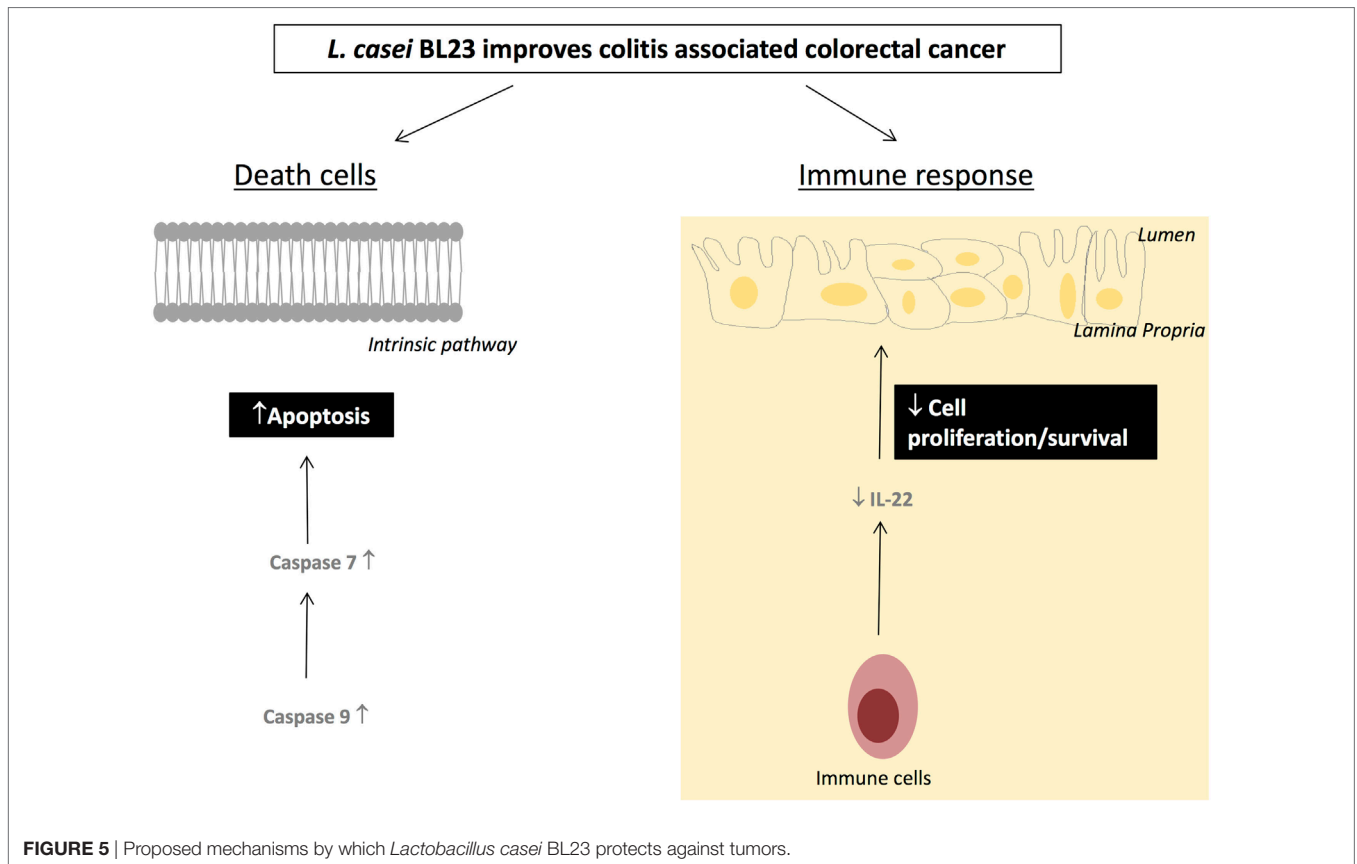 L. casei BL23 improves colitis associated colorectal cancer
Death cells
Intrinsic pathway
↑Apoptosis
Caspase 7 ↑
Caspase 9 ↑
Immune response
Lumen
Lamina Propria
↓ Cell
proliferation/survival
↓ IL-22
Immune cells
FIGURE 5 | Proposed mechanisms by which Lactobacillus casei BL23 protects against tumors.